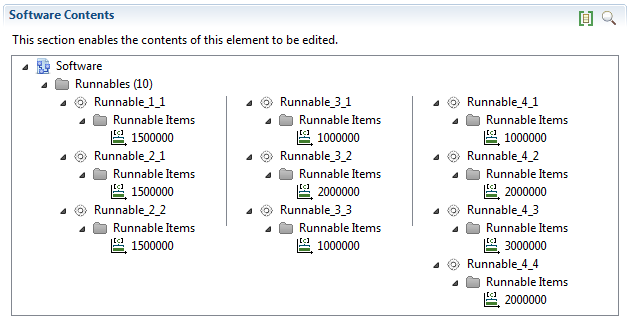 Software Contents
This section enables the contents of this element to be edited.
Software
Runnables (10)
Runnable_1_1
Runnable Items
1500000
Runnable_2_1
Runnable Items
1500000
Runnable_2_2
Runnable Items
1500000
Runnable_3_1
Runnable Items
1000000
Runnable_3_2
Runnable Items
2000000
Runnable_3_3
Runnable Items
1000000
Runnable_4_1
Runnable Items
1000000
Runnable_4_2
Runnable Items
2000000
Runnable_4_3
Runnable Items
3000000
Runnable_4_4
Runnable Items
2000000